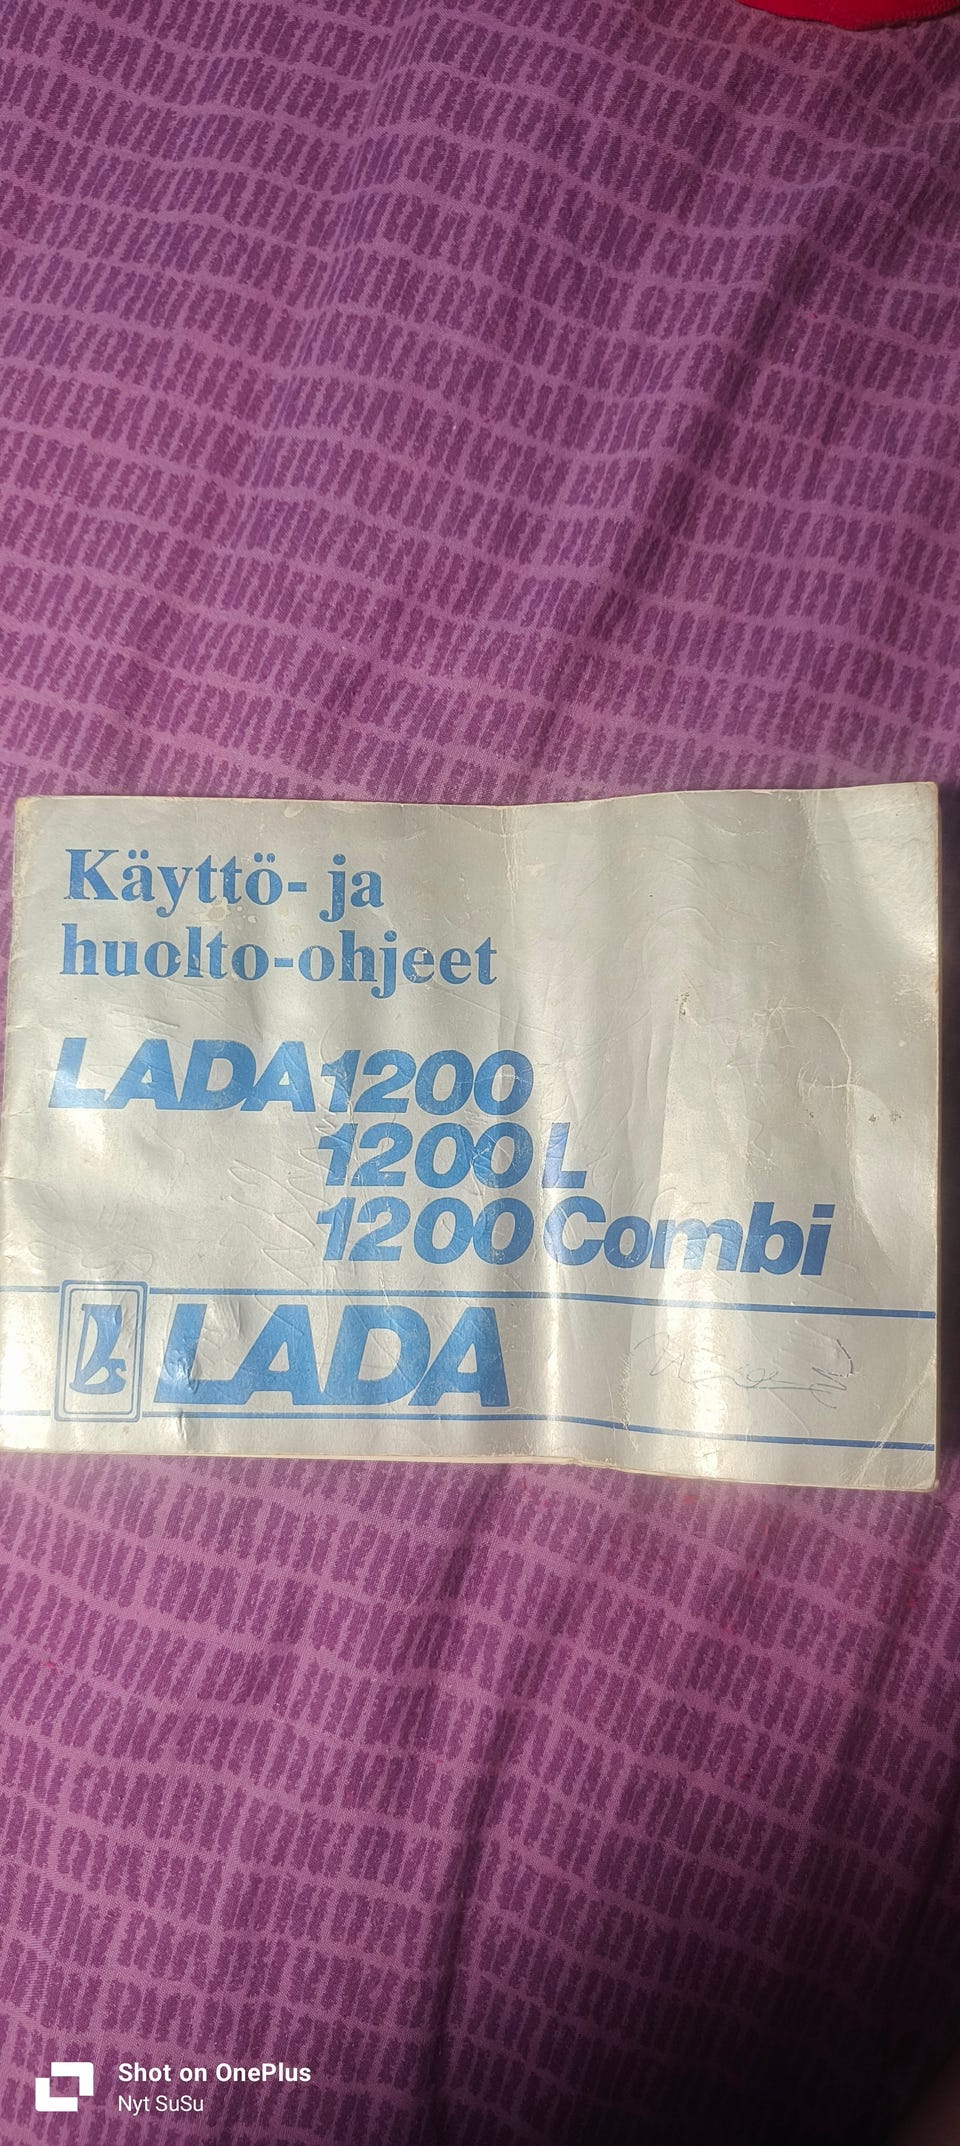 Käyttö- ja
huolto-ohjeet
LADA 1200
1200 L
1200 Combi
LADA
Shot on OnePlus
Nyt SuSu